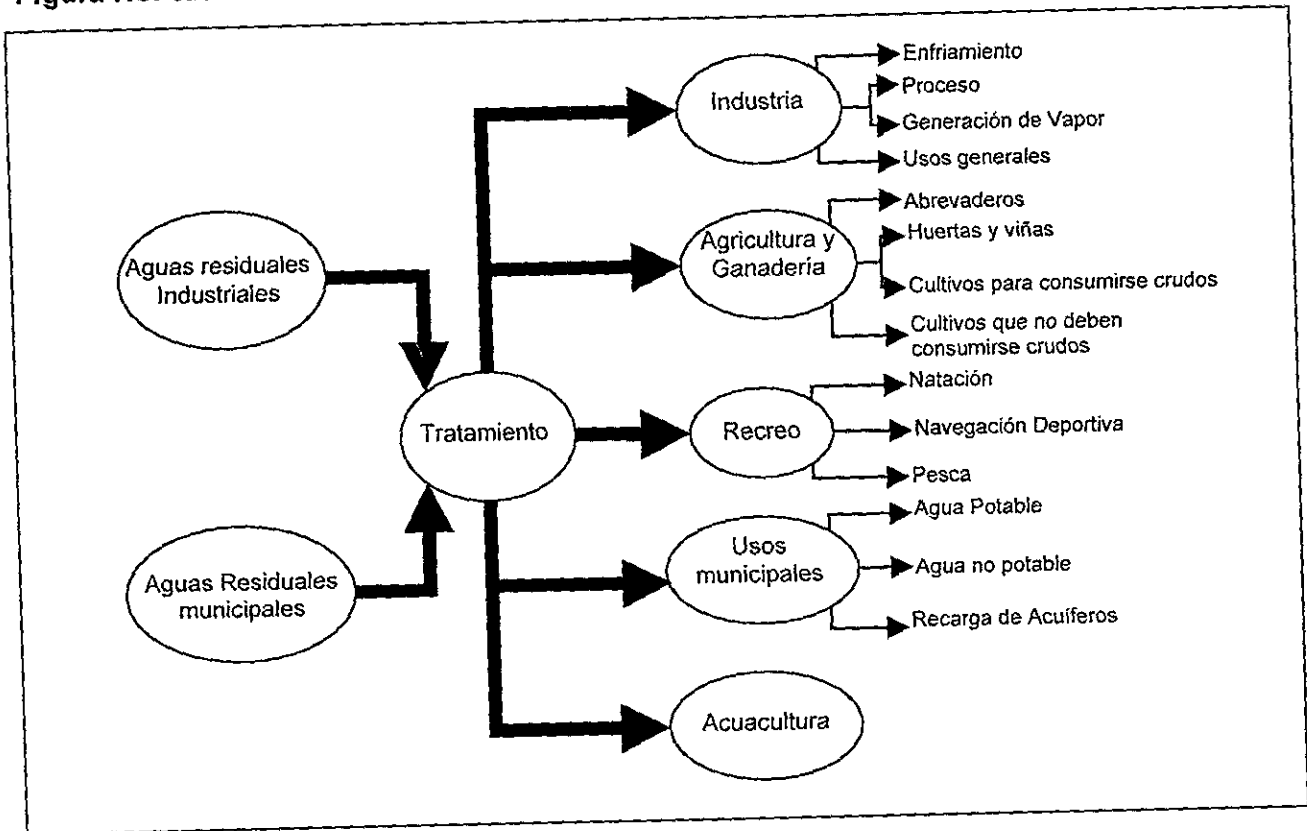 Enfriamiento
Industria
Proceso
Generación de Vapor
Usos generales
Abrevaderos
Agricultura y
Ganadería
Huertas y viñas
Cultivos para consumirse crudos
Cultivos que no deben
consumirse crudos
Aguas residuales
Industriales
Tratamiento
Natación
Recreo
Navegación Deportiva
Pesca
Aguas Residuales
municipales
Usos
municipales
Agua Potable
Agua no potable
Recarga de Acuíferos
Acuacultura